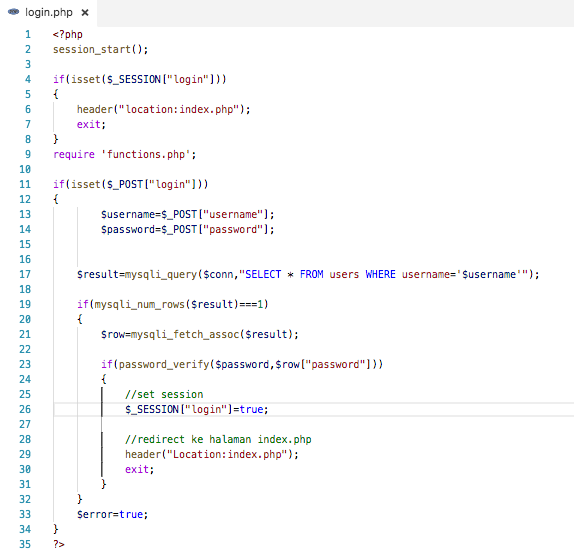 login.php ×
1 <?php
2 session_start();
3
4 if(isset($_SESSION["login"]))
5 {
6     header("location:index.php");
7     exit;
8 }
9 require 'functions.php';
10
11 if(isset($_POST["login"]))
12 {
13         $username=$_POST["username"];
14         $password=$_POST["password"];
15
16
17     $result=mysqli_query($conn,"SELECT * FROM users WHERE username='$username'");
18
19     if(mysqli_num_rows($result)===1)
20     {
21         $row=mysqli_fetch_assoc($result);
22
23         if(password_verify($password,$row["password"]))
24         {
25             //set session
26             $_SESSION["login"]=true;
27
28             //redirect ke halaman index.php
29             header("Location:index.php");
30             exit;
31         }
32     }
33     $error=true;
34 }
35 ?>